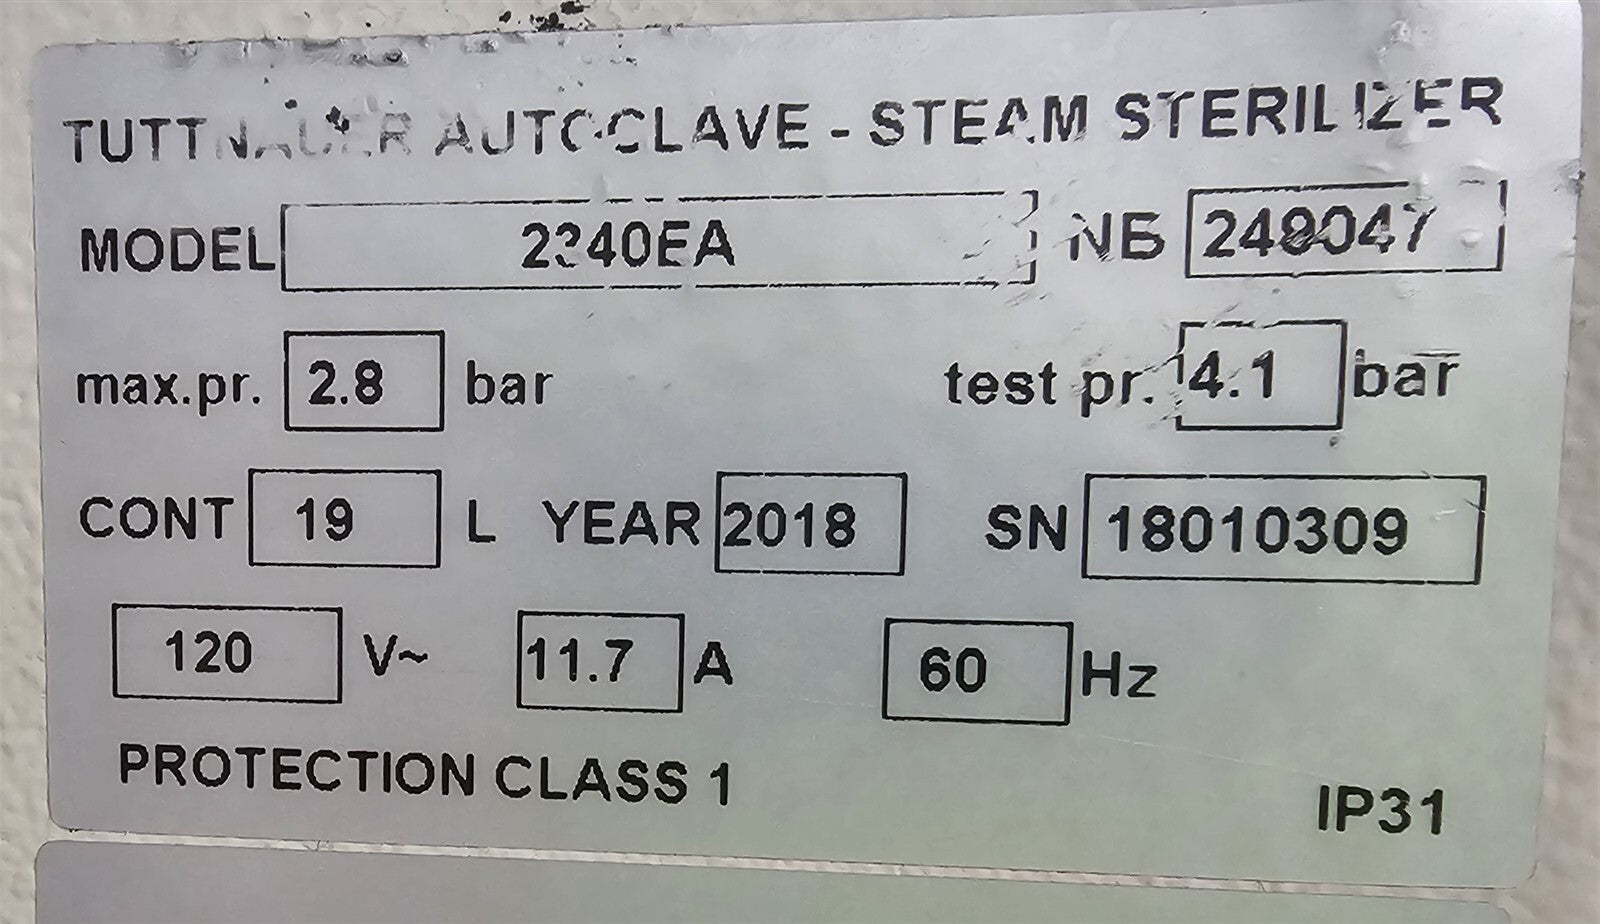 TUTTNAUER AUTOCLAVE - STEAM STERILIZER
MODEL 2340EA NB
max.pr. 2.8 bar test pr. 4.1 bar
CONT 19 L YEAR 2018 SN 18010309
120 V~ 11.7 A 60 Hz
PROTECTION CLASS 1 IP31